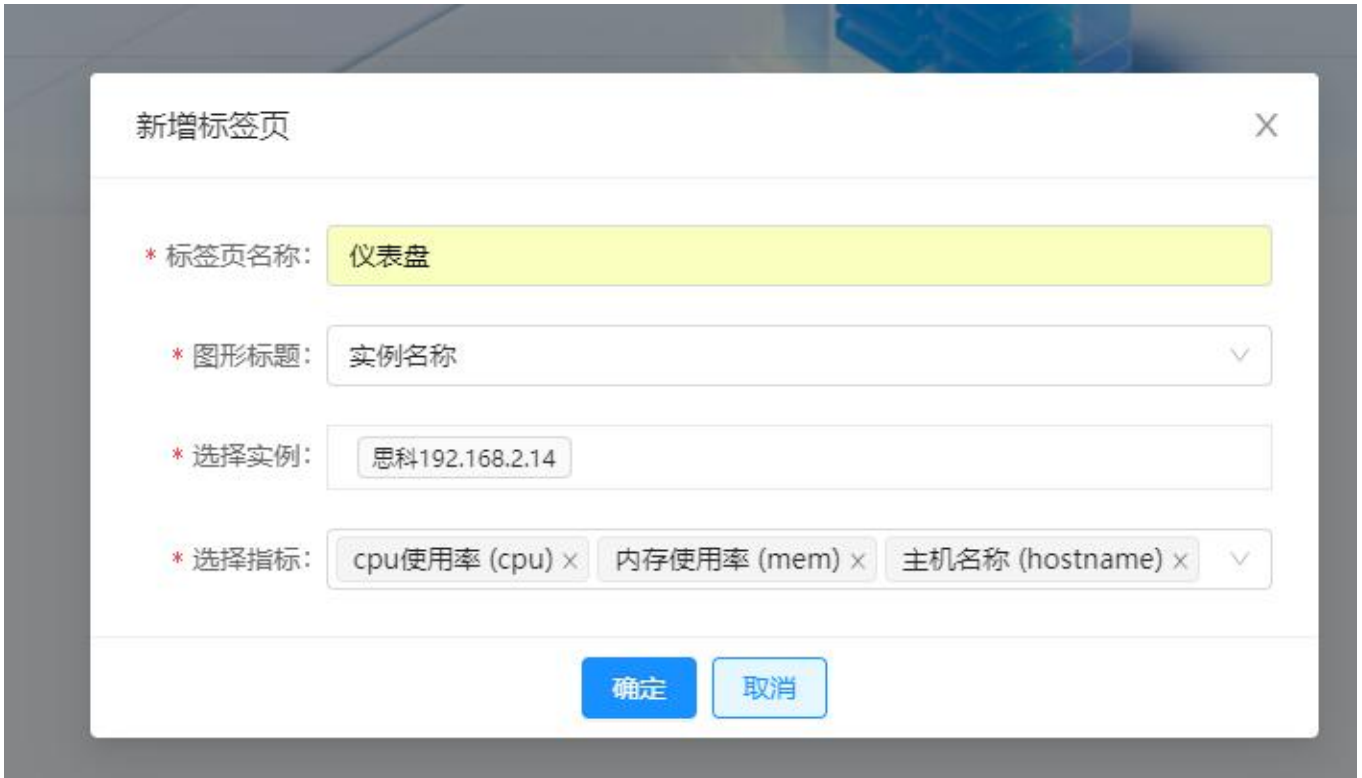 新增标签页
* 标签页名称: 仪表盘
* 图形标题: 实例名称
* 选择实例: 思科192.168.2.14
* 选择指标: cpu使用率 (cpu) × 内存使用率 (mem) × 主机名称 (hostname) ×
确定 取消